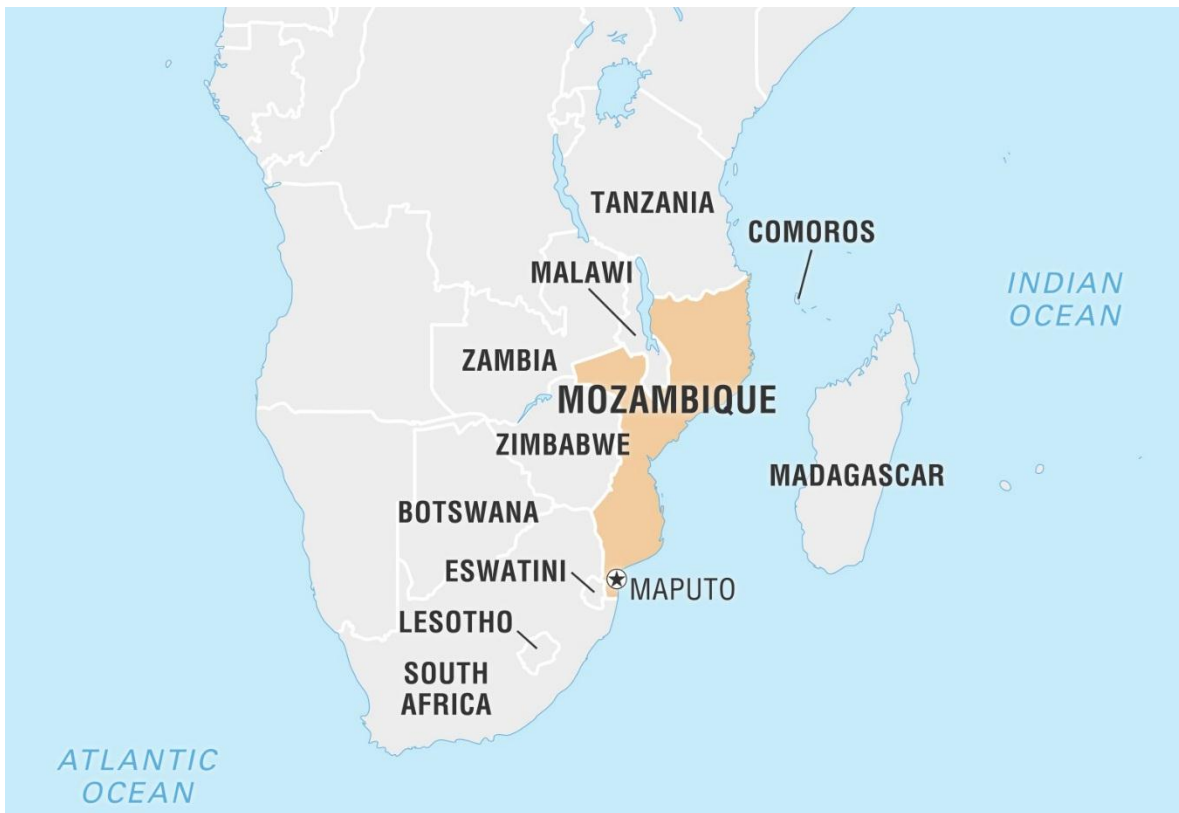 TANZANIA
COMOROS
MALAWI
INDIAN
OCEAN
ZAMBIA
MOZAMBIQUE
ZIMBABWE
MADAGASCAR
BOTSWANA
ESWATINI
MAPUTO
LESOTHO
SOUTH
AFRICA
ATLANTIC
OCEAN